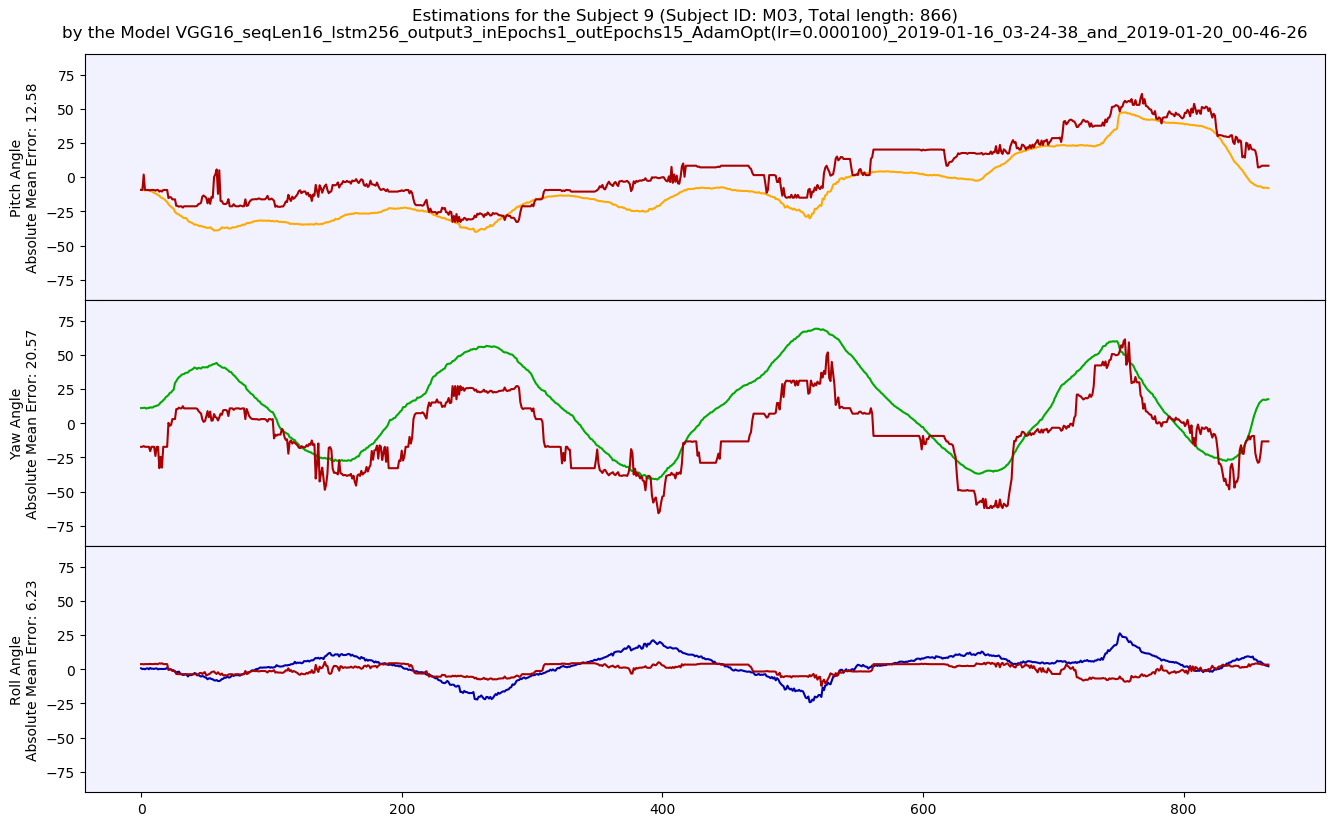 Estimations for the Subject 9 (Subject ID: M03, Total length: 866)
by the Model VGG16_seqLen16_lstm256_output3_inEpochs1_outEpochs15_AdamOpt(lr=0.000100)_2019-01-16_03-24-38_and_2019-01-20_00-46-26
Pitch Angle
Absolute Mean Error: 12.58
75
50
25
0
−25
−50
−75
Yaw Angle
Absolute Mean Error: 20.57
75
50
25
0
−25
−50
−75
Roll Angle
Absolute Mean Error: 6.23
75
50
25
0
−25
−50
−75
0 200 400 600 800